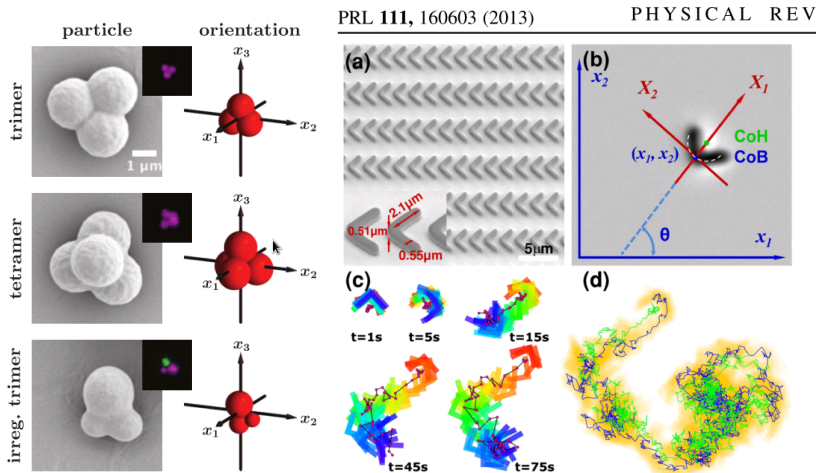 particle orientation
trimer
1 μm
x3
x1
x2
tetramer
x3
x1
x2
irreg. trimer
x3
x1
x2
PRL 111, 160603 (2013)
PHYSICAL REV
(a)
2.1μm
0.51μm
0.55μm
5μm
(b)
x2
X2
X1
CoH
(x1, x2)
CoB
θ
x1
(c)
t=1s t=5s t=15s
t=45s t=75s
(d)